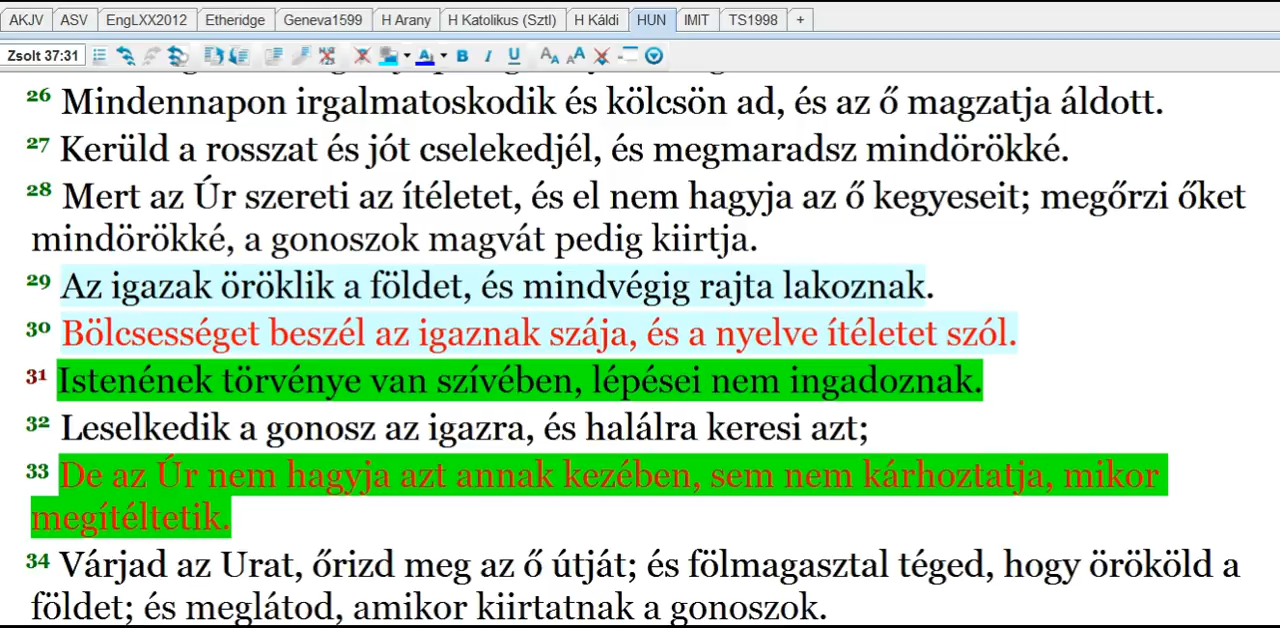 AKJV ASV EngLXX2012 Etheridge Geneva1599 H Arany H Katolikus (Sztl) H Káldi HUN IMIT TS1998 +
Zsolt 37:31
26 Mindennapon irgalmatoskodik és kölcsön ad, és az ő magzatja áldott.
27 Kerüld a rosszat és jót cselekedjél, és megmaradsz mindörökké.
28 Mert az Úr szereti az ítéletet, és el nem hagyja az ő kegyeseit; megőrzi őket
mindörökké, a gonoszok magvát pedig kiirtja.
29 Az igazak öröklik a földet, és mindvégig rajta lakoznak.
30 Bölcsességet beszél az igaznak szája, és a nyelve ítéletet szól.
31 Istenének törvénye van szívében, lépései nem ingadoznak.
32 Leselkedik a gonosz az igazra, és halálra keresi azt;
33 De az Úr nem hagyja azt annak kezében, sem nem kárhoztatja, mikor
megítéltetik.
34 Várjad az Urat, őrizd meg az ő útját; és fölmagasztal téged, hogy örököld a
földet; és meglátod, amikor kiirtatnak a gonoszok.